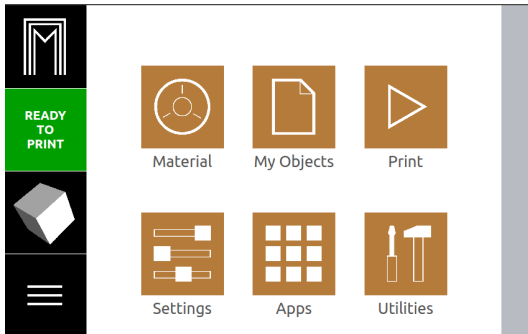 READY
TO
PRINT
Material
My Objects
Print
Settings
Apps
Utilities